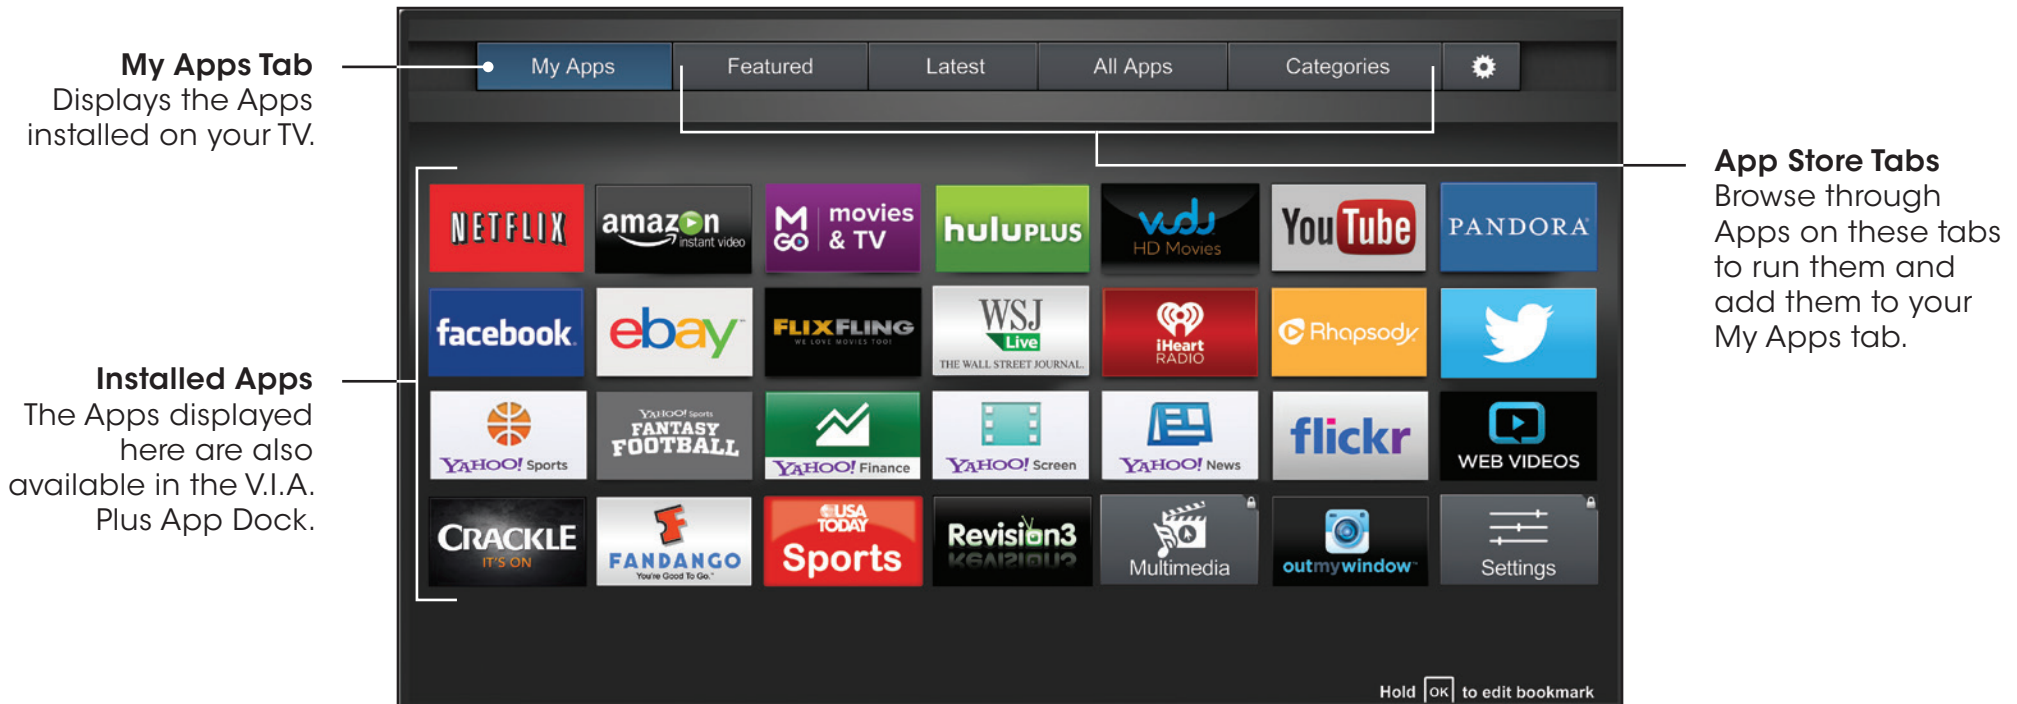 My Apps Tab
Displays the Apps
installed on your TV.
Installed Apps
The Apps displayed
here are also
available in the V.I.A.
Plus App Dock.
My Apps
Featured
Latest
All Apps
Categories
NETFLIX
amazon
instant video
M GO
movies
& TV
huluPLUS
vudu
HD Movies
YouTube
PANDORA
facebook
ebay
FLIXFLING
WE LOVE MOVIES TOO!
WSJ
Live
THE WALL STREET JOURNAL.
iHeart
RADIO
Rhapsody
YAHOO! Sports
YAHOO! Sports
FANTASY
FOOTBALL
YAHOO! Finance
YAHOO! Screen
YAHOO! News
flickr
WEB VIDEOS
CRACKLE
IT'S ON
FANDANGO
You're Good To Go.™
USA
TODAY
Sports
Revision3
Multimedia
outmywindow
Settings
Hold OK to edit bookmark
App Store Tabs
Browse through
Apps on these tabs
to run them and
add them to your
My Apps tab.